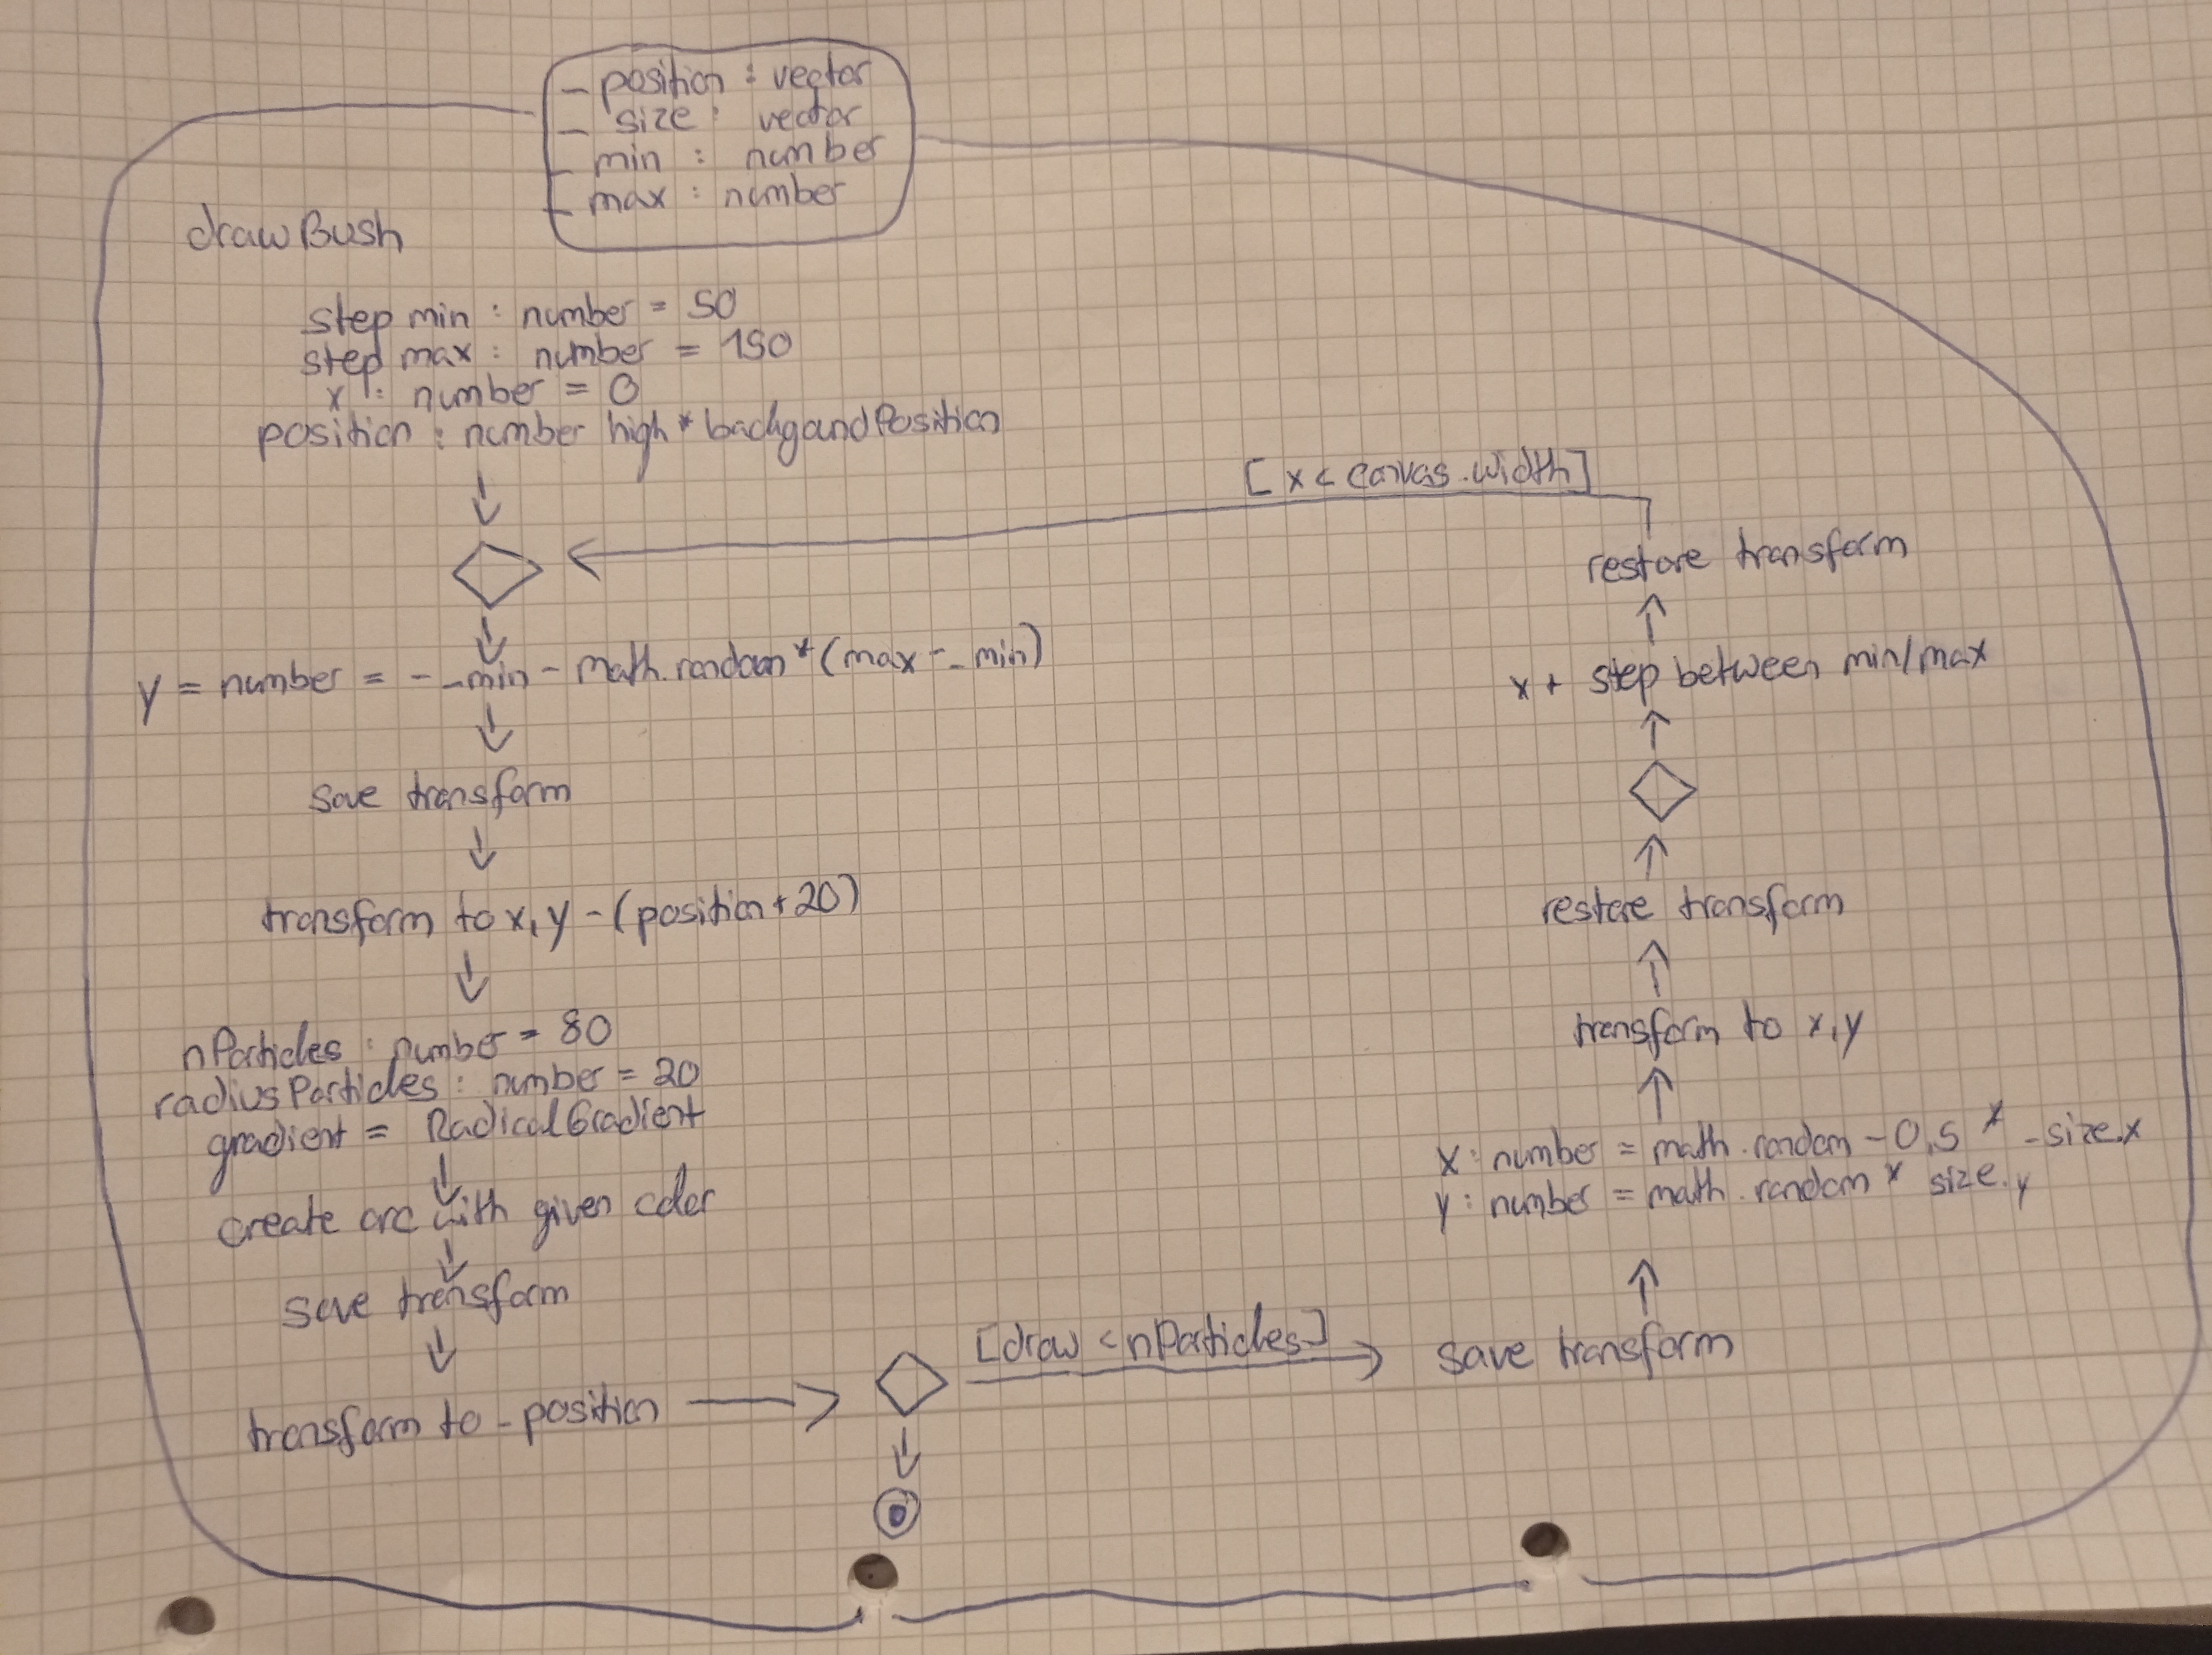 - position : vector
- size : vector
- min : number
- max : number
drawBush
step min : number = 50
step max : number = 150
x : number = 0
position : number high * backgoundPosition
[ x < canvas.width ]
restore transform
y = number = - _min - math.random * (max - _min)
x + step between min/max
save transform
transform to x, y - (position + 20)
restore transform
nParticles : number = 80
radiusParticles : number = 20
gradient = RadicalGradient
transform to x, y
create arc with given color
x : number = math.random - 0,5 * _size.x
y : number = math.random * size.y
save transform
[draw < nParticles]
save transform
transform to _position